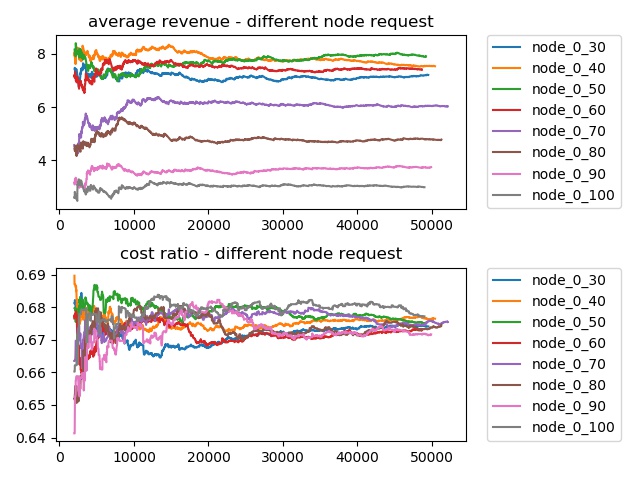 average revenue - different node request
8
6
4
0 10000 20000 30000 40000 50000
node_0_30
node_0_40
node_0_50
node_0_60
node_0_70
node_0_80
node_0_90
node_0_100
cost ratio - different node request
0.69
0.68
0.67
0.66
0.65
0.64
0 10000 20000 30000 40000 50000
node_0_30
node_0_40
node_0_50
node_0_60
node_0_70
node_0_80
node_0_90
node_0_100